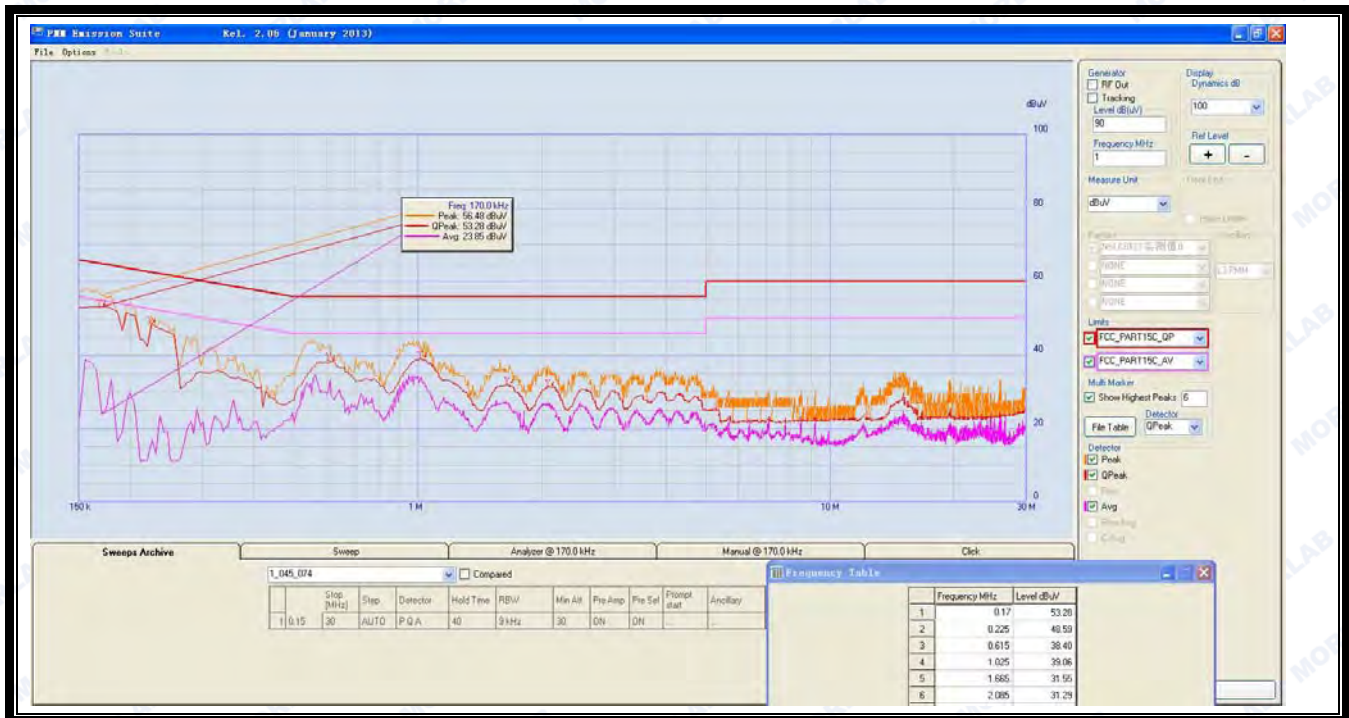 PMM Emission Suite Rel. 2.06 (January 2013)
File Options
Generator
RF Out
Tracking
Level dB(uV)
90
Frequency MHz
1
Display
Dynamics dB
100
Ref Level
+ -
Measure Unit
dBuV
NONE
NONE
NONE
Limits
FCC_PART15C_QP
FCC_PART15C_AV
Multi Marker
Show Highest Peaks 6
File Table
Detector
QPeak
Detector
Peak
QPeak
Avg
dBuV
100
80
60
40
20
0
150 k 1 M 10 M 30 M
Freq: 170.0 kHz
Peak: 56.48 dBuV
QPeak: 53.28 dBuV
Avg: 23.85 dBuV
Sweeps Archive Sweep Analyzer @ 170.0 kHz Manual @ 170.0 kHz Click
1_045_074 Compared
Stop [MHz] Step Detector Hold Time RBW Min Att Pre Amp Pre Sel Prompt start Ancillary
1 0.15 30 AUTO P Q A 40 9 kHz 30 ON ON ... ...
Frequency Table
Frequency MHz Level dBuV
1 0.17 53.28
2 0.225 48.59
3 0.615 38.40
4 1.025 39.06
5 1.665 31.55
6 2.085 31.29